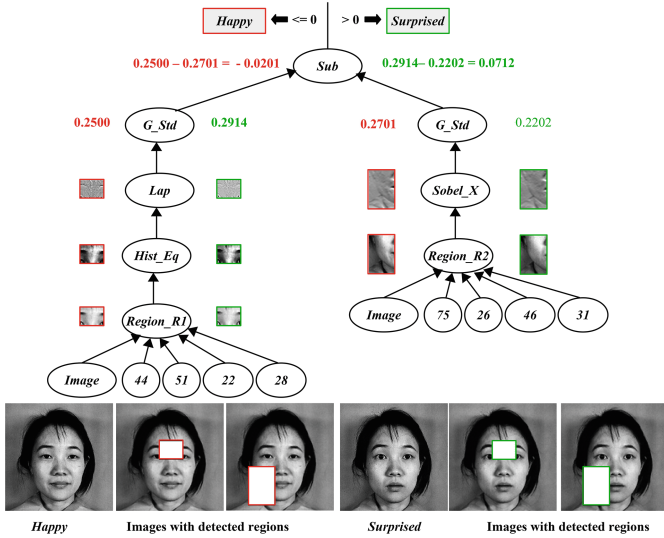 Happy <= 0 > 0 Surprised
0.2500 – 0.2701 = - 0.0201 Sub 0.2914– 0.2202 = 0.0712
0.2500 G_Std 0.2914 0.2701 G_Std 0.2202
Lap Sobel_X
Hist_Eq Region_R2
Region_R1 Image 75 26 46 31
Image 44 51 22 28
Happy Images with detected regions Surprised Images with detected regions